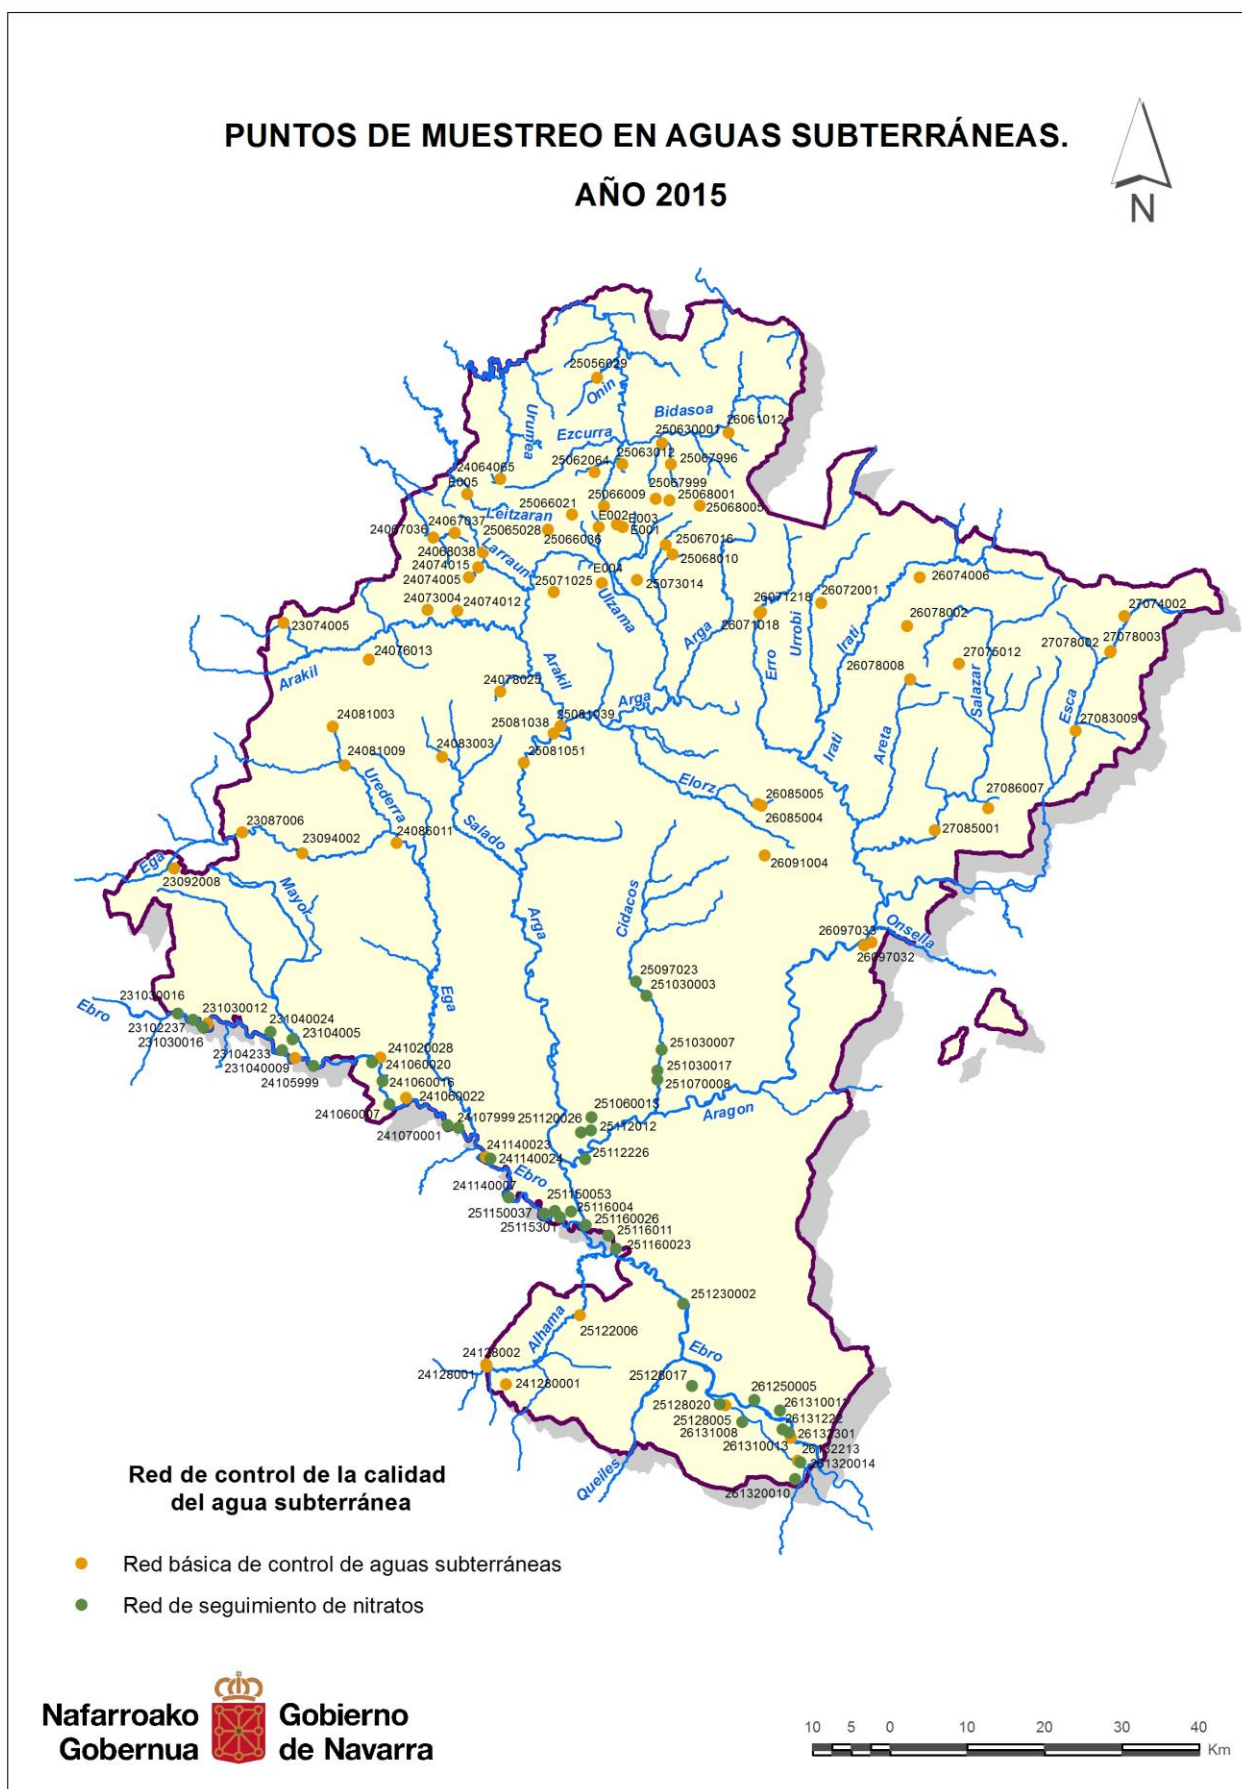 PUNTOS DE MUESTREO EN AGUAS SUBTERRÁNEAS.
AÑO 2015
N
25056029
Onin
Urumea
Bidasoa
26061012
250630001
Ezcurra
25063012
25062064
25067996
24064065
E005
25067999
25066009
25068001
25066021
25068005
Leitzaran
E002
E003
24067037
24067036
25065028
E001
25066036
25067016
24068038
Larraun
25068010
24074015
E004
24074005
25071025
25073014
26074006
24073004
24074012
Ulzama
26071218
26072001
27074002
23074005
26071018
26078002
Arga
Urrobi
Irati
27078003
27078002
24076013
27075012
Erro
Arakil
Arakil
26078008
24078025
Salazar
Arga
Esca
24081003
25081039
25081038
27083009
24081009
24083003
Irati
Areta
25081051
Urederra
Elorz
27086007
26085005
26085004
23087006
24086011
Salado
27085001
23094002
26091004
Ega
23092008
Mayor
Cidacos
Arga
Onsella
26097033
26097032
25097023
251030003
Ega
231030016
Ebro
231030012
231040024
23102237
23104005
231030016
251030007
23104233
241020028
231040009
241060020
251030017
24105999
241060016
251070008
241060022
251060013
241060007
24107999
251120026
Aragon
25112012
241070001
241140023
241140024
25112226
Ebro
241140007
251150053
25116004
251150037
251160026
25115301
25116011
251160023
251230002
Alhama
25122006
Ebro
24128002
24128001
25128017
261250005
241280001
25128020
261310011
25128005
26131222
26131008
26132301
261310013
26132213
261320014
Queiles
261320010
Red de control de la calidad
del agua subterránea
Red básica de control de aguas subterráneas
Red de seguimiento de nitratos
Nafarroako
Gobernua
Gobierno
de Navarra
10 5 0 10 20 30 40
Km